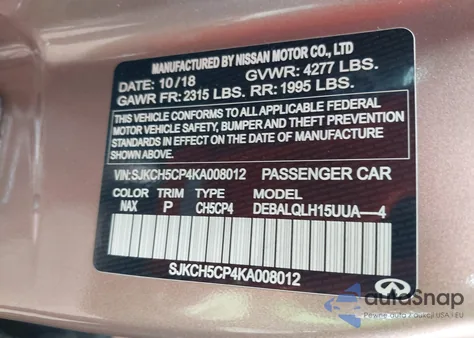 MANUFACTURED BY NISSAN MOTOR CO., LTD
DATE: 10/18 GVWR: 4277 LBS.
GAWR FR: 2315 LBS. RR: 1995 LBS.
THIS VEHICLE CONFORMS TO ALL APPLICABLE FEDERAL
MOTOR VEHICLE SAFETY, BUMPER AND THEFT PREVENTION
STANDARDS IN EFFECT ON THE DATE OF MANUFACTURE
SHOWN ABOVE.
VIN: SJKCH5CP4KA008012 PASSENGER CAR
COLOR TRIM TYPE MODEL
NAX P CH5CP4 DEBALQLH15UUA—4
SJKCH5CP4KA008012
autoSnap